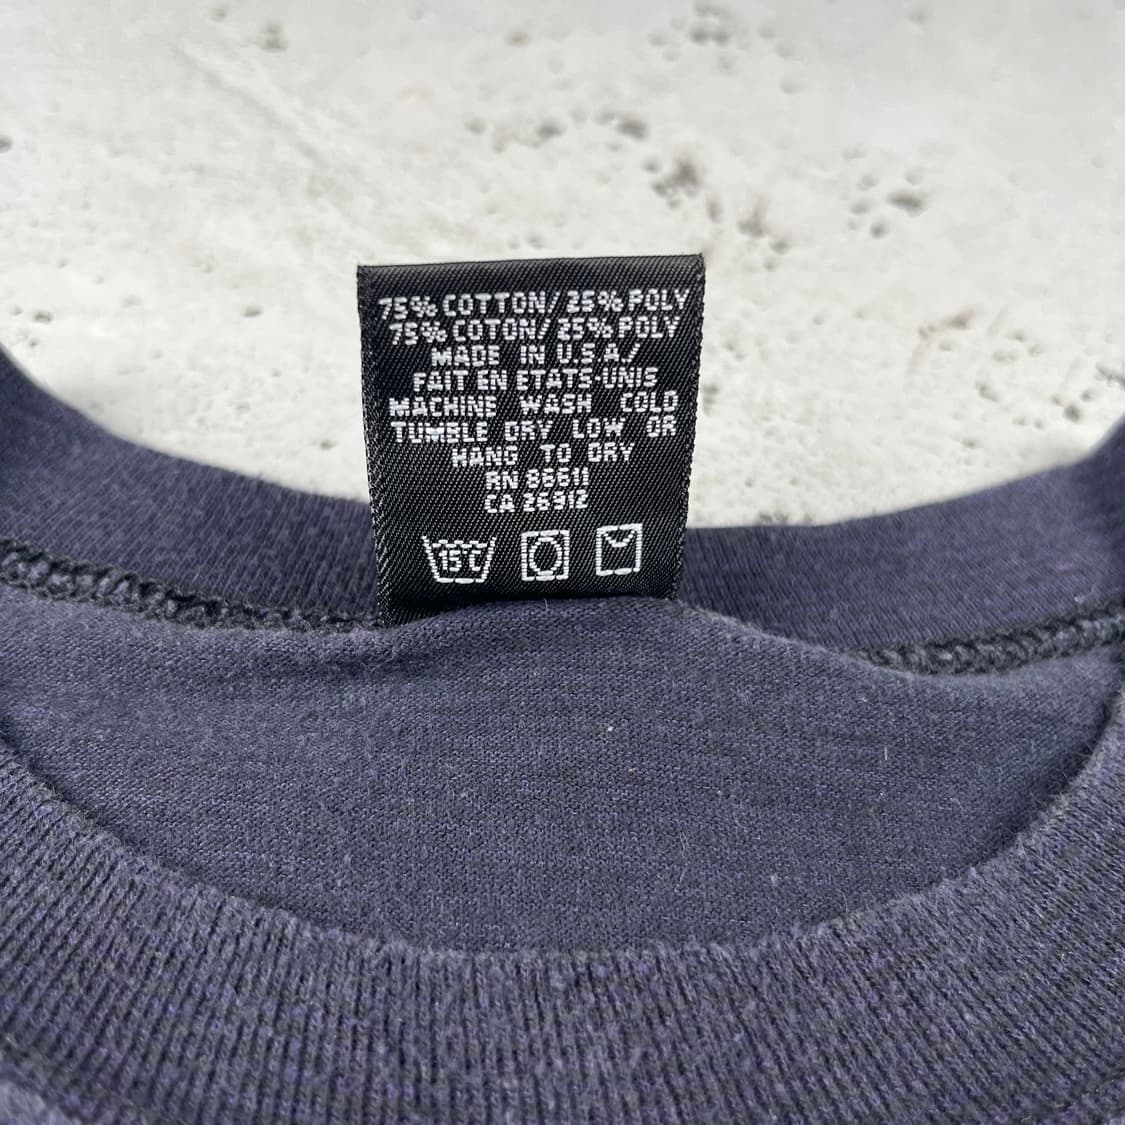 75% COTTON/25% POLY
75% COTON/25% POLY
MADE IN U.S.A/
FAIT EN ETATS-UNIS
MACHINE WASH COLD
TUMBLE DRY LOW OR
HANG TO DRY
RN 86611
CA 26912
15C